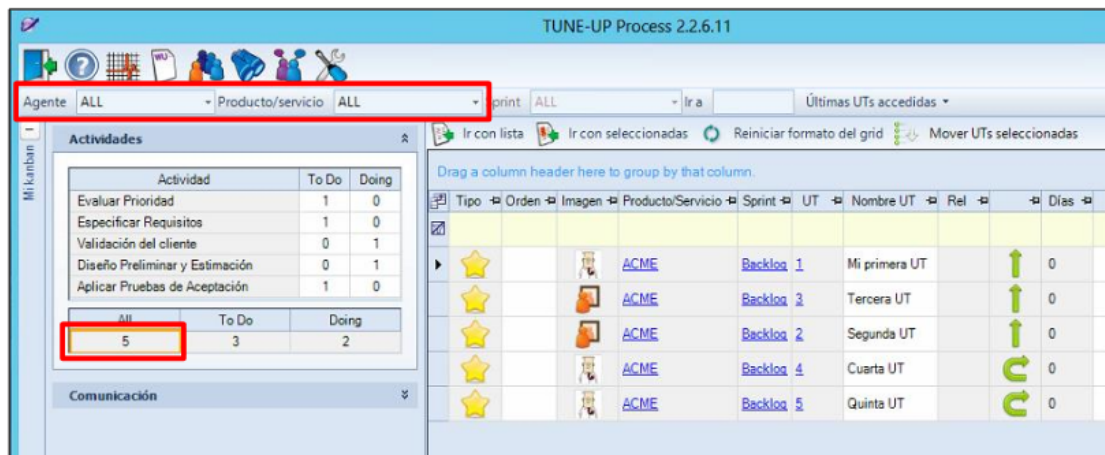 TUNE-UP Process 2.2.6.11
WU
Agente ALL Producto/servicio ALL Sprint ALL Ir a Últimas UTs accedidas
Mi kanban
Actividades
Actividad To Do Doing
Evaluar Prioridad 1 0
Especificar Requisitos 1 0
Validación del cliente 0 1
Diseño Preliminar y Estimación 0 1
Aplicar Pruebas de Aceptación 1 0
All To Do Doing
5 3 2
Comunicación
Ir con lista Ir con seleccionadas Reiniciar formato del grid Mover UTs seleccionadas
Drag a column header here to group by that column.
Tipo Orden Imagen Producto/Servicio Sprint UT Nombre UT Rel Días
ACME Backlog 1 Mi primera UT 0
ACME Backlog 3 Tercera UT 0
ACME Backlog 2 Segunda UT 0
ACME Backlog 4 Cuarta UT 0
ACME Backlog 5 Quinta UT 0